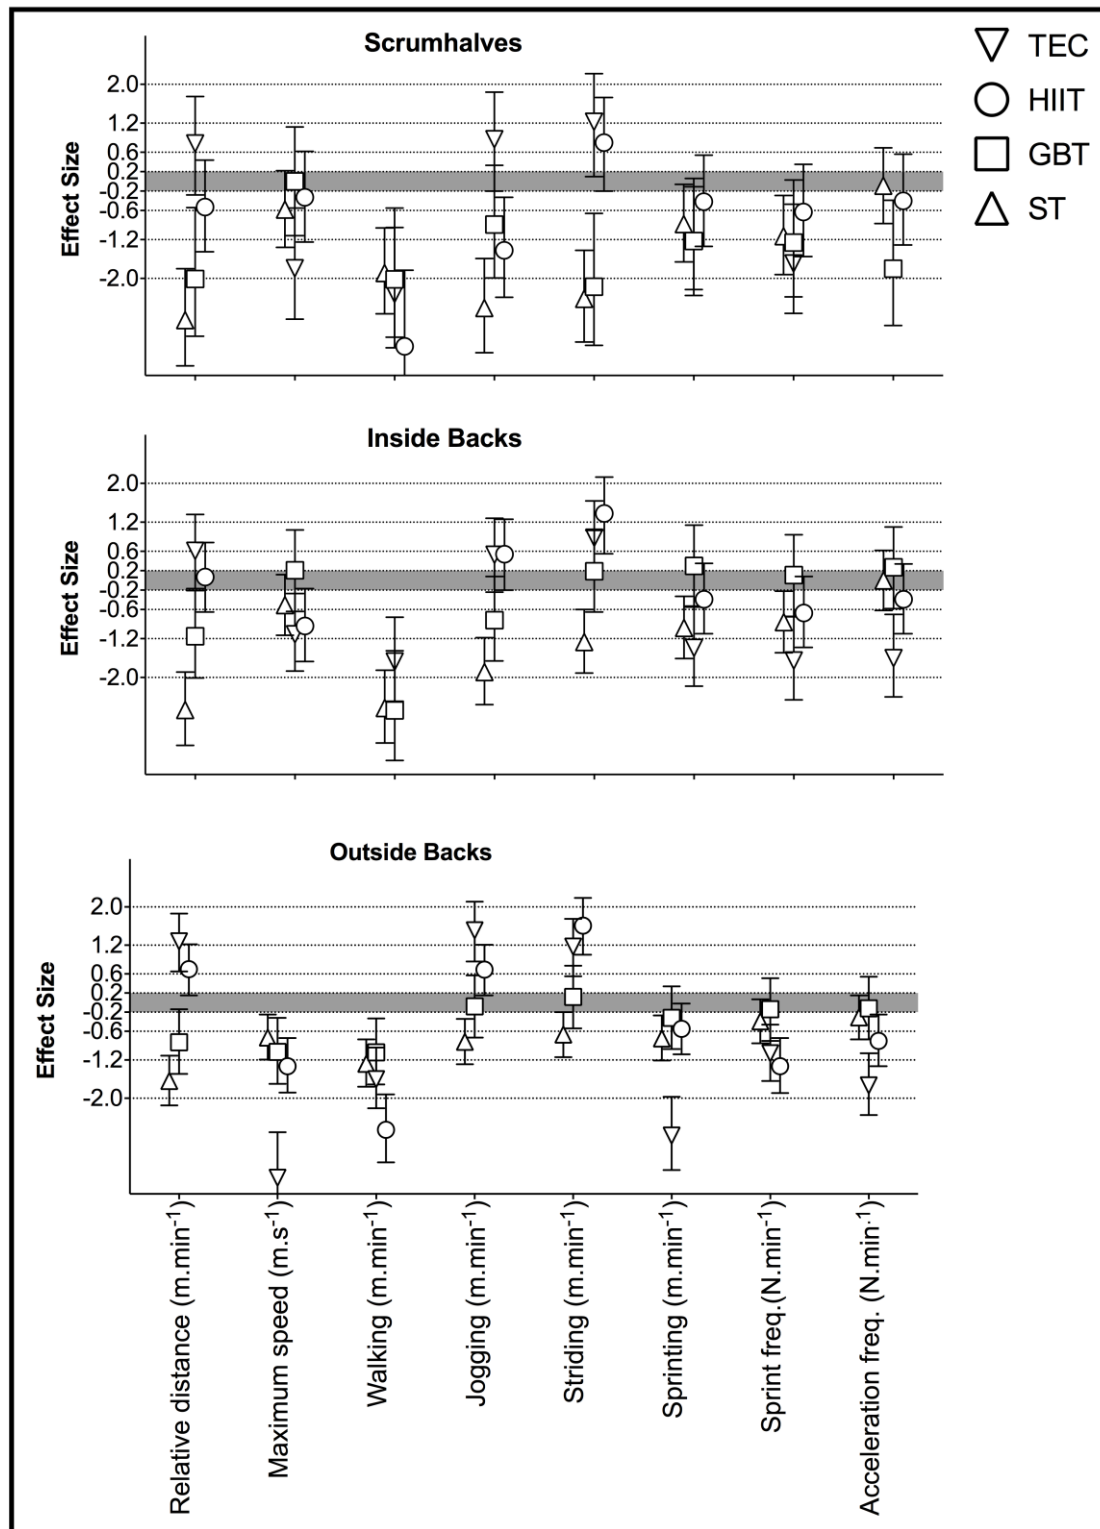 Scrumhalves
TEC
HIIT
GBT
ST
Effect Size
2.0
1.2
0.6
0.2
-0.2
-0.6
-1.2
-2.0
Inside Backs
Effect Size
2.0
1.2
0.6
0.2
-0.2
-0.6
-1.2
-2.0
Outside Backs
Effect Size
2.0
1.2
0.6
0.2
-0.2
-0.6
-1.2
-2.0
Relative distance (m.min⁻¹)
Maximum speed (m.s⁻¹)
Walking (m.min⁻¹)
Jogging (m.min⁻¹)
Striding (m.min⁻¹)
Sprinting (m.min⁻¹)
Sprint freq.(N.min⁻¹)
Acceleration freq. (N.min⁻¹)